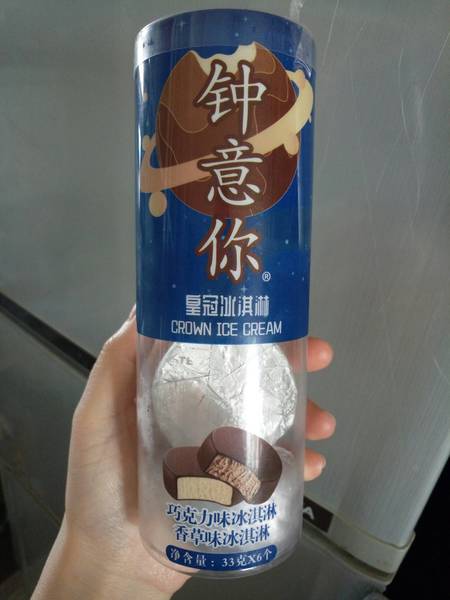 钟意你®
皇冠冰淇淋
CROWN ICE CREAM
巧克力味冰淇淋
香草味冰淇淋
净含量：33克X6个